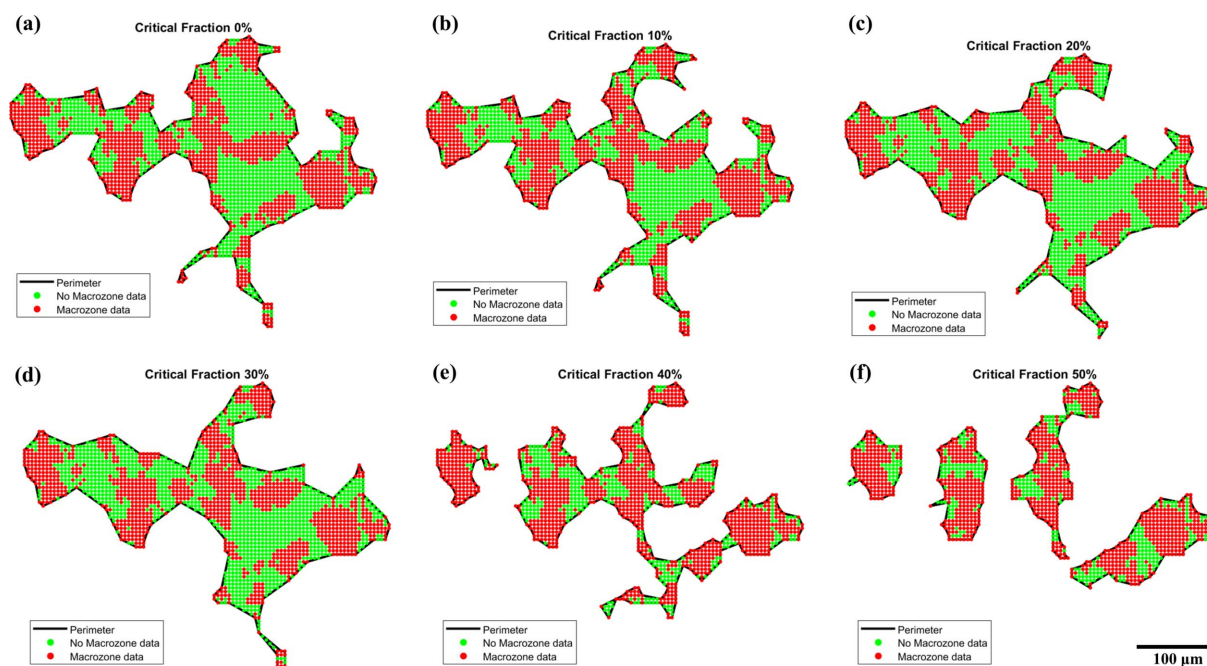 (a)
Critical Fraction 0%
Perimeter
No Macrozone data
Macrozone data
(b)
Critical Fraction 10%
Perimeter
No Macrozone data
Macrozone data
(c)
Critical Fraction 20%
Perimeter
No Macrozone data
Macrozone data
(d)
Critical Fraction 30%
Perimeter
No Macrozone data
Macrozone data
(e)
Critical Fraction 40%
Perimeter
No Macrozone data
Macrozone data
(f)
Critical Fraction 50%
Perimeter
No Macrozone data
Macrozone data
100 μm